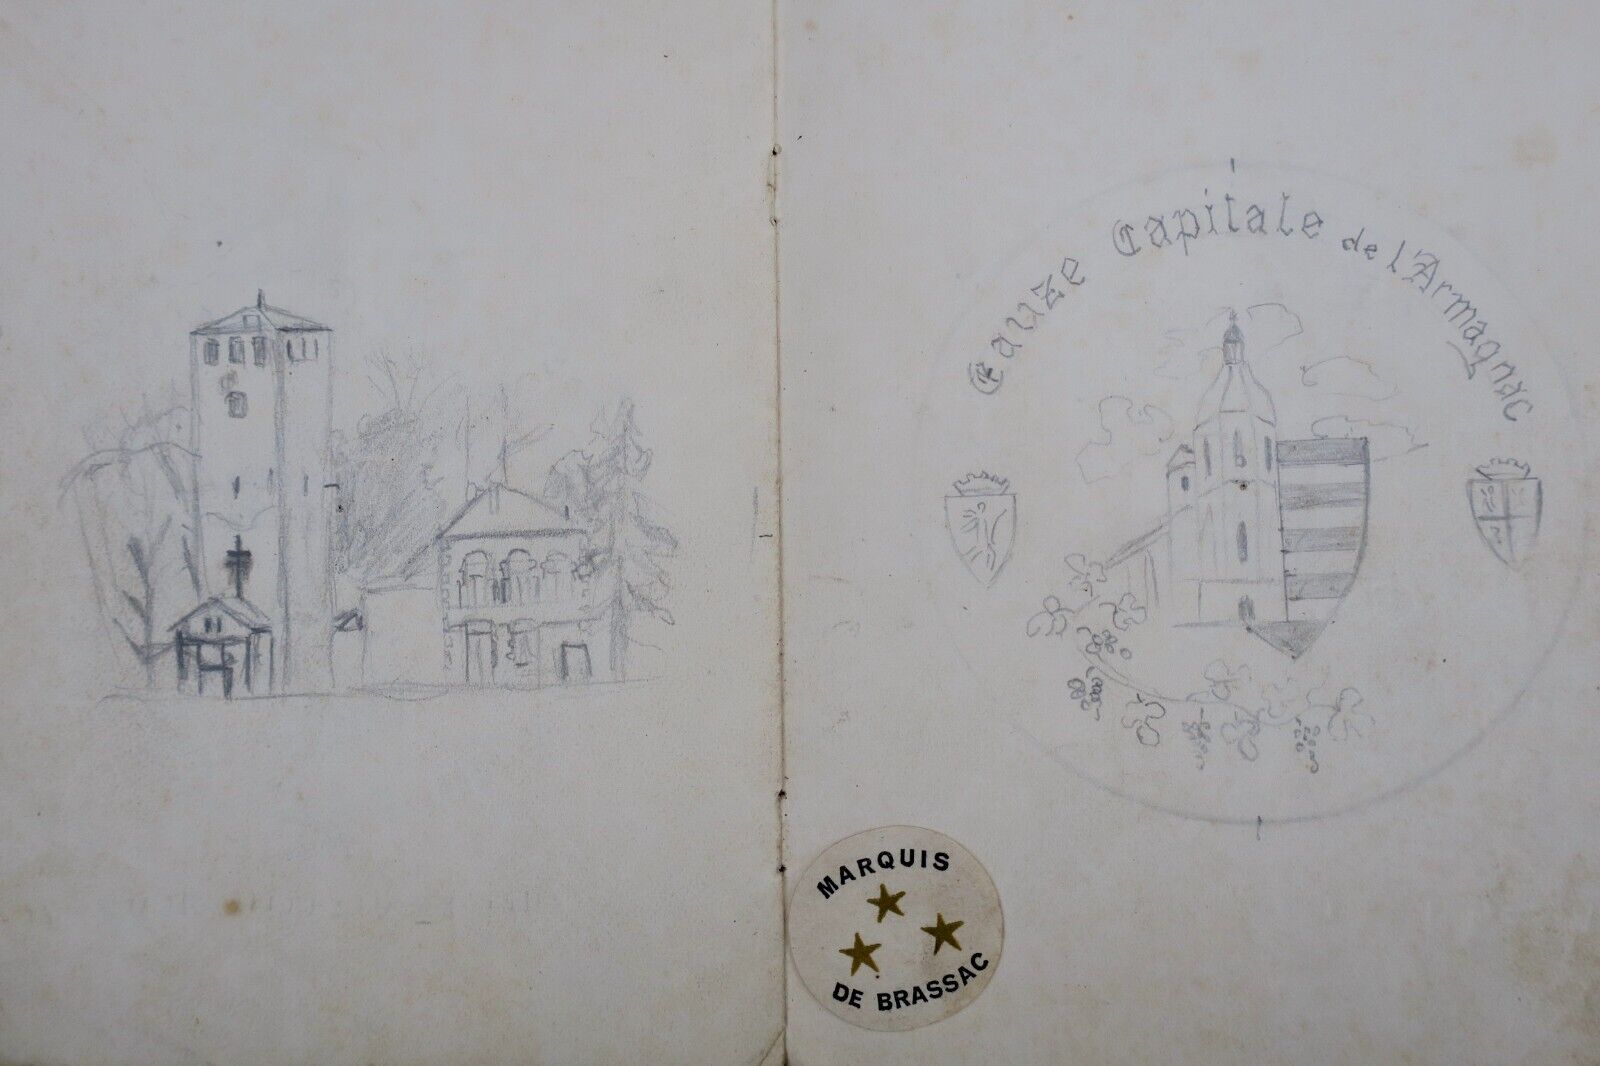 Eauze Capitale de l'Armagnac
MARQUIS
DE BRASSAC